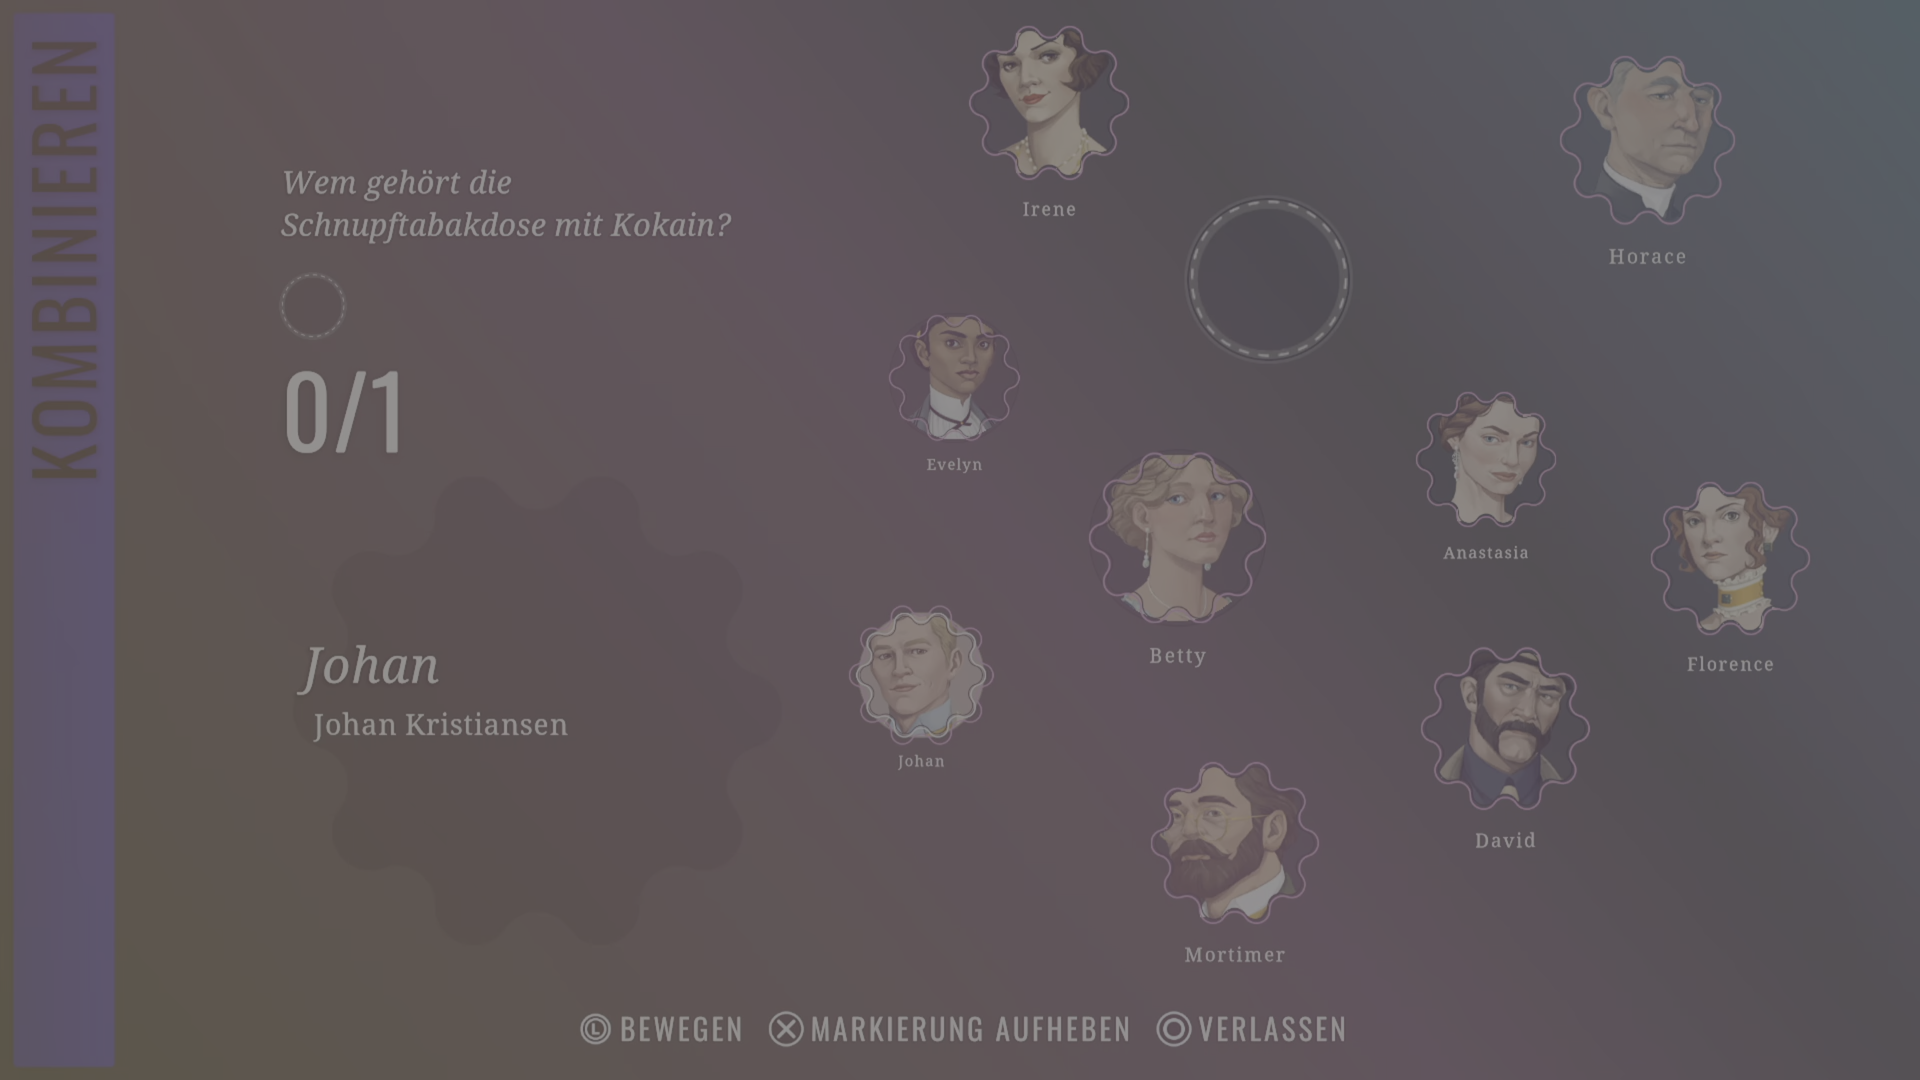 KOMBINIEREN
Wem gehört die
Schnupftabakdose mit Kokain?
0/1
Johan
Johan Kristiansen
Irene
Horace
Evelyn
Anastasia
Betty
Florence
Johan
David
Mortimer
L BEWEGEN MARKIERUNG AUFHEBEN VERLASSEN